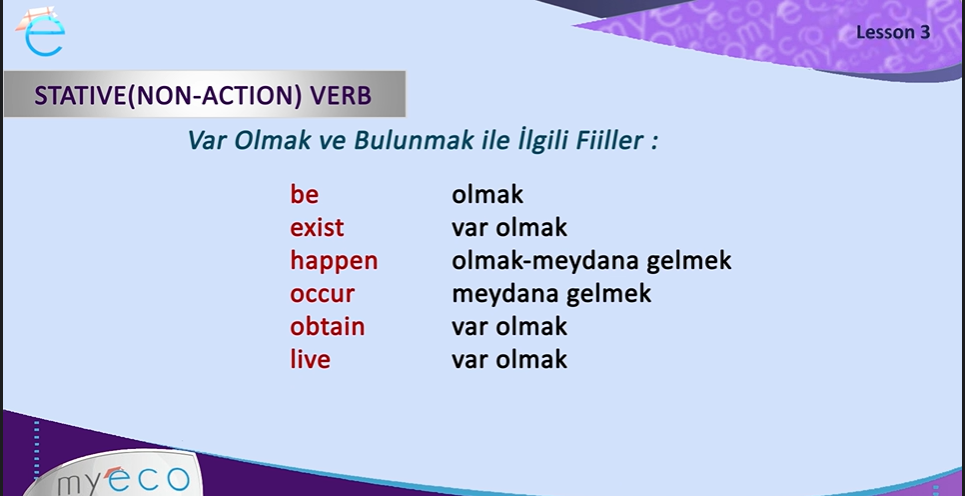 Lesson 3
STATIVE(NON-ACTION) VERB
Var Olmak ve Bulunmak ile İlgili Fiiller :
be olmak
exist var olmak
happen olmak-meydana gelmek
occur meydana gelmek
obtain var olmak
live var olmak
myeco